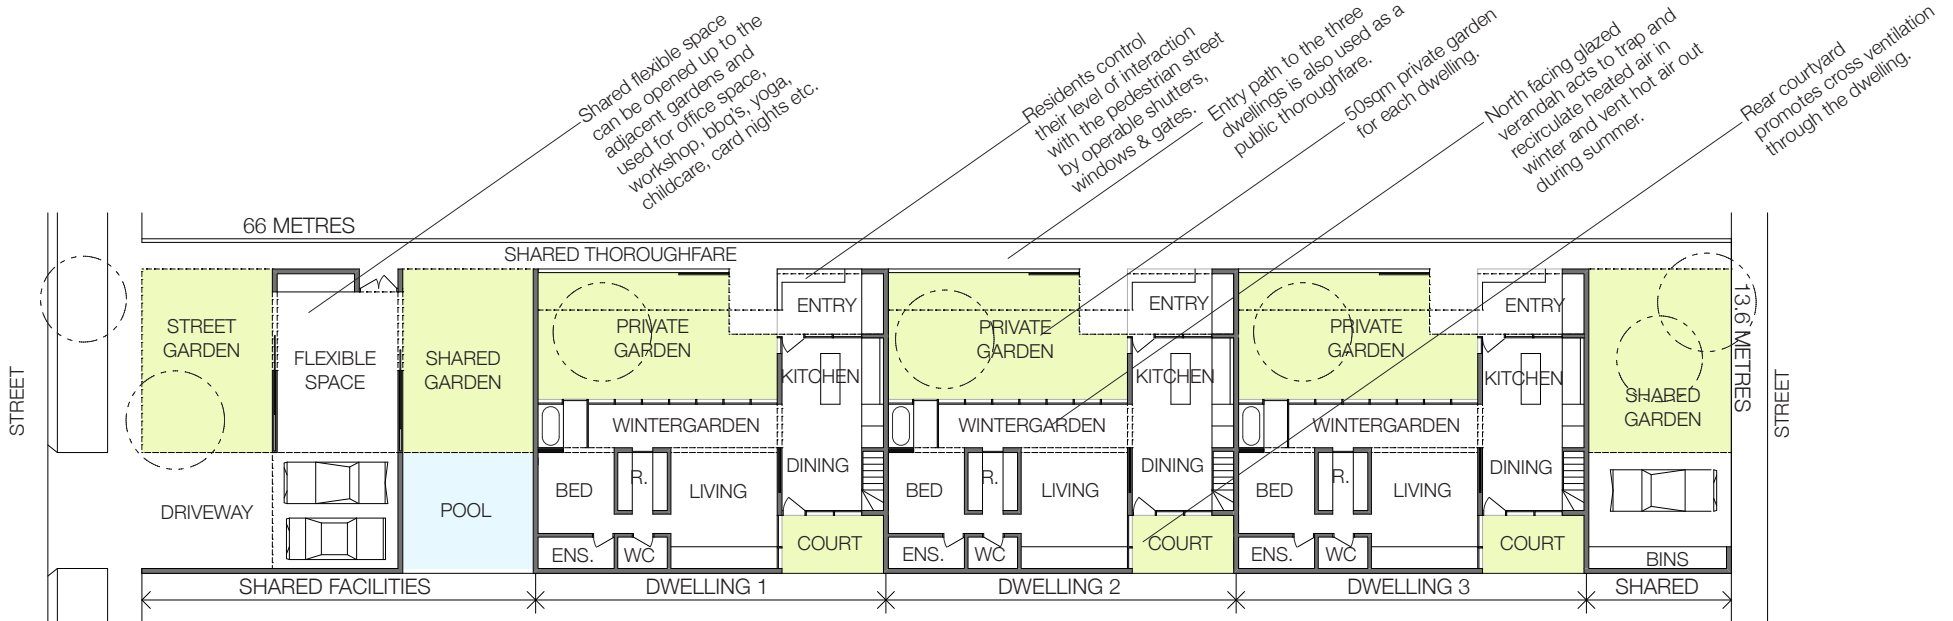 Shared flexible space
can be opened up to the
adjacent gardens and
used for office space,
workshop, bbq's, yoga,
childcare, card nights etc.
Residents control
their level of interaction
with the pedestrian street
by operable shutters,
windows & gates.
Entry path to the three
dwellings is also used as a
public thoroughfare.
50sqm private garden
for each dwelling.
North facing glazed
verandah acts to trap and
recirculate heated air in
winter and vent hot air out
during summer.
Rear courtyard
promotes cross ventilation
through the dwelling.
66 METRES
SHARED THOROUGHFARE
STREET
STREET
GARDEN
FLEXIBLE
SPACE
SHARED
GARDEN
DRIVEWAY
POOL
PRIVATE
GARDEN
ENTRY
KITCHEN
WINTERGARDEN
DINING
BED
R.
LIVING
ENS.
WC
COURT
PRIVATE
GARDEN
ENTRY
KITCHEN
WINTERGARDEN
DINING
BED
R.
LIVING
ENS.
WC
COURT
PRIVATE
GARDEN
ENTRY
KITCHEN
WINTERGARDEN
DINING
BED
R.
LIVING
ENS.
WC
COURT
SHARED
GARDEN
BINS
13.6 METRES
STREET
SHARED FACILITIES
DWELLING 1
DWELLING 2
DWELLING 3
SHARED